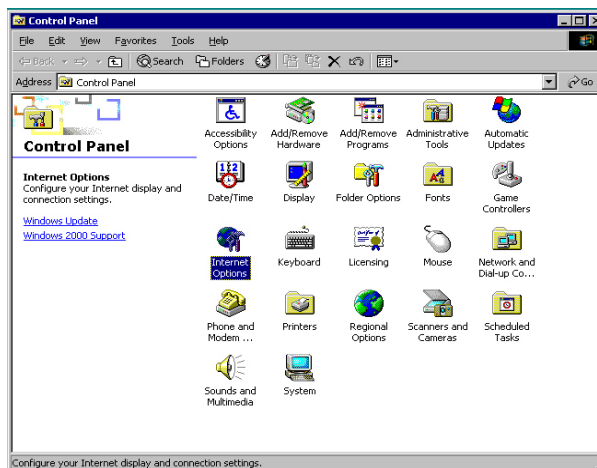 Control Panel
File Edit View Favorites Tools Help
Back Search Folders
Address Control Panel Go
Control Panel
Internet Options
Configure your Internet display and
connection settings.
Windows Update
Windows 2000 Support
Accessibility
Options
Add/Remove
Hardware
Add/Remove
Programs
Administrative
Tools
Automatic
Updates
Date/Time
Display
Folder Options
Fonts
Game
Controllers
Internet
Options
Keyboard
Licensing
Mouse
Network and
Dial-up Co...
Phone and
Modem ...
Printers
Regional
Options
Scanners and
Cameras
Scheduled
Tasks
Sounds and
Multimedia
System
Configure your Internet display and connection settings.